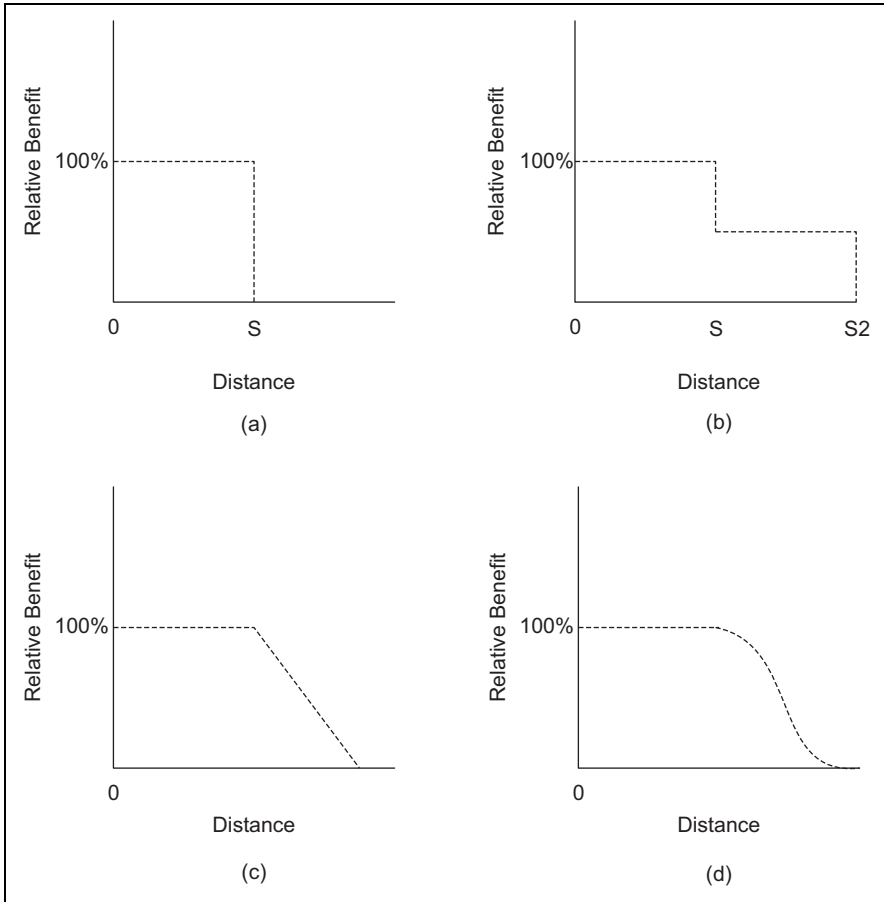 Relative Benefit
100%
0
S
Distance
(a)
Relative Benefit
100%
0
S
S2
Distance
(b)
Relative Benefit
100%
0
Distance
(c)
Relative Benefit
100%
0
Distance
(d)